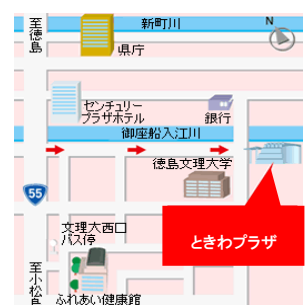 至徳島
新町川
N
県庁
センチュリー
プラザホテル
銀行
御座船入江川
徳島文理大学
55
ときわプラザ
文理大西口
バス停
至小松島
ふれあい健康館